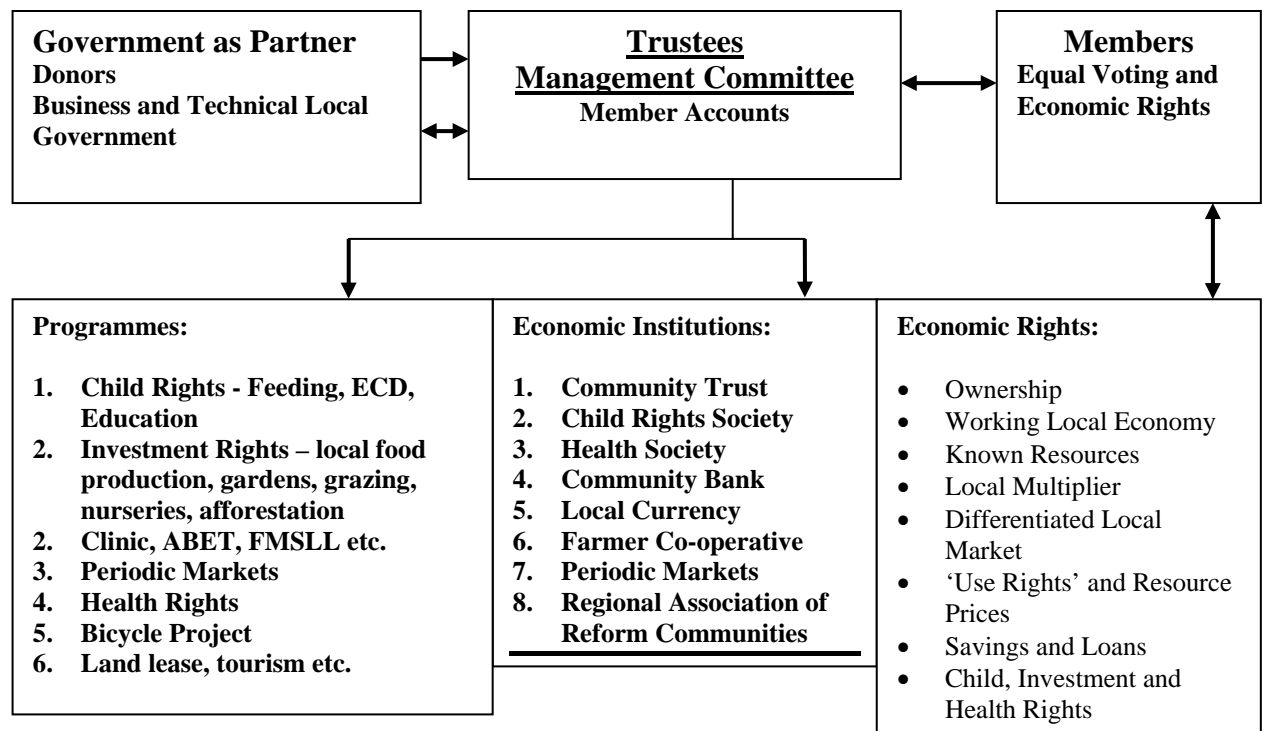 Government as Partner
Donors
Business and Technical Local
Government
Trustees
Management Committee
Member Accounts
Members
Equal Voting and
Economic Rights
Programmes:
1. Child Rights - Feeding, ECD,
Education
2. Investment Rights – local food
production, gardens, grazing,
nurseries, afforestation
2. Clinic, ABET, FMSLL etc.
3. Periodic Markets
4. Health Rights
5. Bicycle Project
6. Land lease, tourism etc.
Economic Institutions:
1. Community Trust
2. Child Rights Society
3. Health Society
4. Community Bank
5. Local Currency
6. Farmer Co-operative
7. Periodic Markets
8. Regional Association of
Reform Communities
Economic Rights:
• Ownership
• Working Local Economy
• Known Resources
• Local Multiplier
• Differentiated Local
Market
• ‘Use Rights’ and Resource
Prices
• Savings and Loans
• Child, Investment and
Health Rights